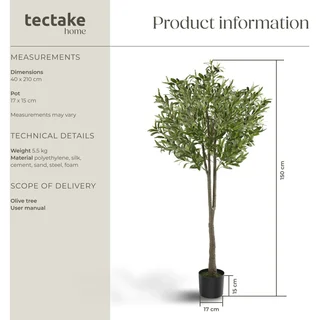 tectake
home
Product information
MEASUREMENTS
Dimensions
40 x 210 cm
Pot
17 x 15 cm
Measurements may vary
TECHNICAL DETAILS
Weight 5,5 kg
Material polyethylene, silk,
cement, sand, steel, foam
SCOPE OF DELIVERY
Olive tree
User manual
150 cm
15 cm
17 cm